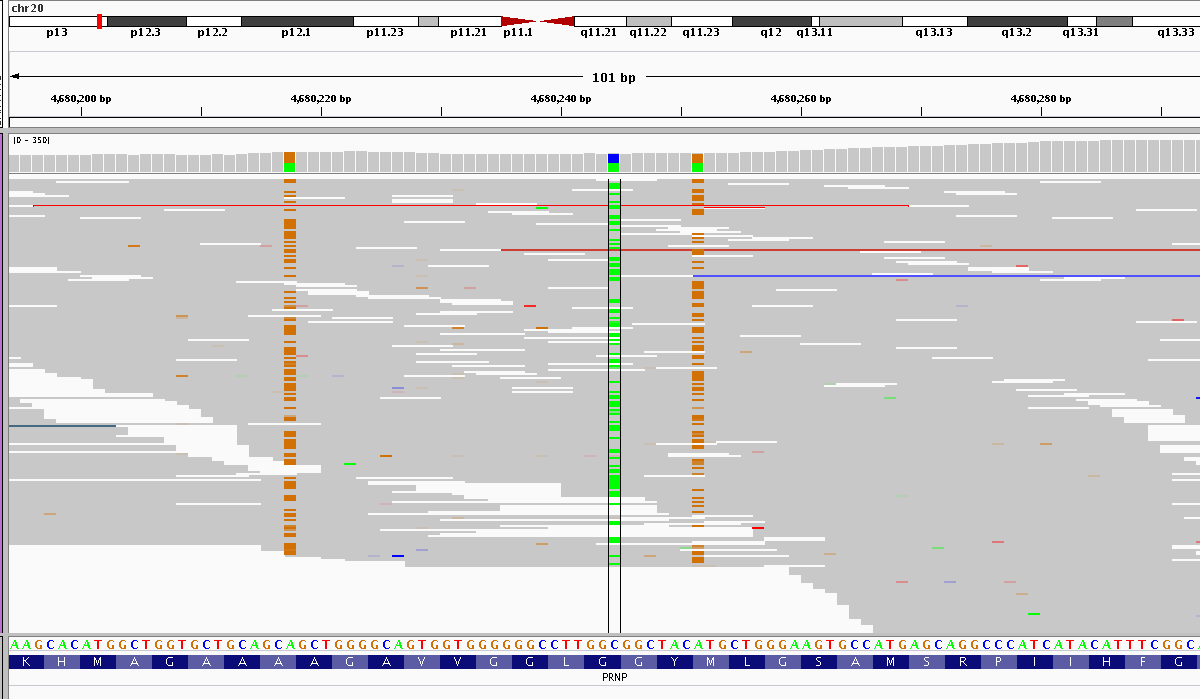 chr20
p13 p12.3 p12.2 p12.1 p11.23 p11.21 p11.1 q11.21 q11.22 q11.23 q12 q13.11 q13.13 q13.2 q13.31 q13.33
101 bp
4,680,200 bp 4,680,220 bp 4,680,240 bp 4,680,260 bp 4,680,280 bp
[0 - 350]
AAGCACATGGCTGGTGCTGCAGCAGCTGGGGCAGTGGTGGGGGGCCTTGGCGGCTACATGCTGGGAAGTGCCATGAGCAGGCCCATCATACATTTCGGCA
K H M A G A A A A G A V V G G L G G Y M L G S A M S R P I I H F G
PRNP